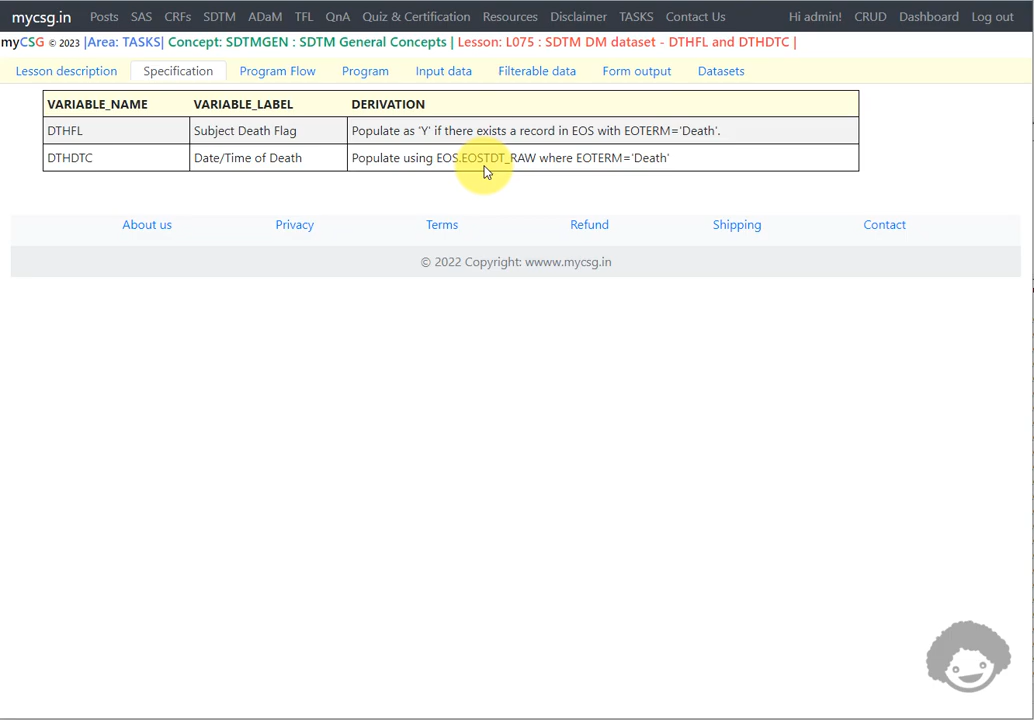 mycsg.in Posts SAS CRFs SDTM ADaM TFL QnA Quiz & Certification Resources Disclaimer TASKS Contact Us Hi admin! CRUD Dashboard Log out
myCSG © 2023 |Area: TASKS| Concept: SDTMGEN : SDTM General Concepts | Lesson: L075 : SDTM DM dataset - DTHFL and DTHDTC |
Lesson description Specification Program Flow Program Input data Filterable data Form output Datasets
VARIABLE_NAME VARIABLE_LABEL DERIVATION
DTHFL Subject Death Flag Populate as 'Y' if there exists a record in EOS with EOTERM='Death'.
DTHDTC Date/Time of Death Populate using EOS.EOSTDT_RAW where EOTERM='Death'
About us Privacy Terms Refund Shipping Contact
© 2022 Copyright: wwww.mycsg.in